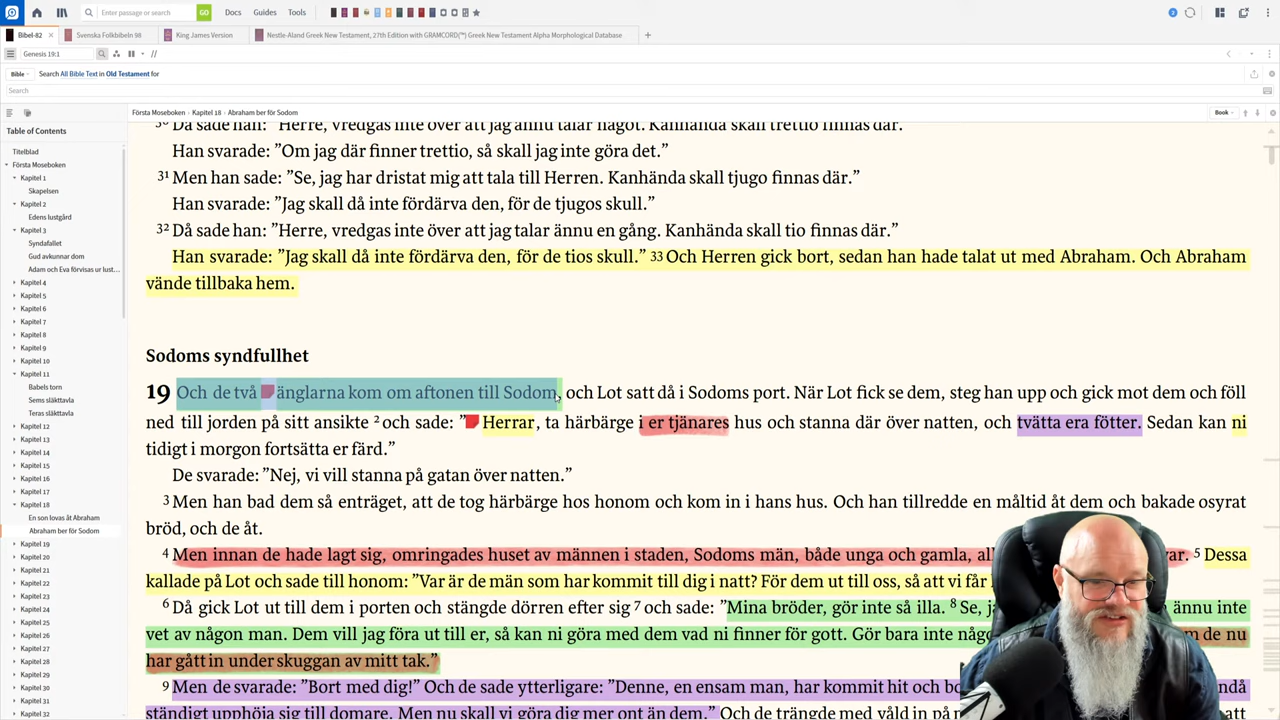 Enter passage or search
GO
Docs Guides Tools
2
Bibel-82
Svenska Folkbibeln 98
King James Version
Nestle-Aland Greek New Testament, 27th Edition with GRAMCORD(™) Greek New Testament Alpha Morphological Database
Genesis 19:1
Bible
Search All Bible Text in Old Testament for
Search
Första Moseboken › Kapitel 18 › Abraham ber för Sodom
Book
Table of Contents
Titelblad
Första Moseboken
Kapitel 1
Skapelsen
Kapitel 2
Edens lustgård
Kapitel 3
Syndafallet
Gud avkunnar dom
Adam och Eva förvisas ur lust...
Kapitel 4
Kapitel 5
Kapitel 6
Kapitel 7
Kapitel 8
Kapitel 9
Kapitel 10
Kapitel 11
Babels torn
Sems släkttavla
Teras släkttavla
Kapitel 12
Kapitel 13
Kapitel 14
Kapitel 15
Kapitel 16
Kapitel 17
Kapitel 18
En son lovas åt Abraham
Abraham ber för Sodom
Kapitel 19
Kapitel 20
Kapitel 21
Kapitel 22
Kapitel 23
Kapitel 24
Kapitel 25
Kapitel 26
Kapitel 27
Kapitel 28
Kapitel 29
Kapitel 30
Kapitel 31
Kapitel 32
30 Då sade han: ”Herre, vredgas inte över att jag ännu talar något. Kanhända skall trettio finnas där.”
Han svarade: ”Om jag där finner trettio, så skall jag inte göra det.”
31 Men han sade: ”Se, jag har dristat mig att tala till Herren. Kanhända skall tjugo finnas där.”
Han svarade: ”Jag skall då inte fördärva den, för de tjugos skull.”
32 Då sade han: ”Herre, vredgas inte över att jag talar ännu en gång. Kanhända skall tio finnas där.”
Han svarade: ”Jag skall då inte fördärva den, för de tios skull.” 33 Och Herren gick bort, sedan han hade talat ut med Abraham. Och Abraham
vände tillbaka hem.
Sodoms syndfullhet
19 Och de två änglarna kom om aftonen till Sodom, och Lot satt då i Sodoms port. När Lot fick se dem, steg han upp och gick mot dem och föll
ned till jorden på sitt ansikte 2 och sade: ”Herrar, ta härbärge i er tjänares hus och stanna där över natten, och tvätta era fötter. Sedan kan ni
tidigt i morgon fortsätta er färd.”
De svarade: ”Nej, vi vill stanna på gatan över natten.”
3 Men han bad dem så enträget, att de tog härbärge hos honom och kom in i hans hus. Och han tillredde en måltid åt dem och bakade osyrat
bröd, och de åt.
4 Men innan de hade lagt sig, omringades huset av männen i staden, Sodoms män, både unga och gamla, 5 Dessa
kallade på Lot och sade till honom: ”Var är de män som har kommit till dig i natt? För dem ut till oss, så att vi får
6 Då gick Lot ut till dem i porten och stängde dörren efter sig 7 och sade: ”Mina bröder, gör inte så illa. 8 Se, ännu inte
vet av någon man. Dem vill jag föra ut till er, så kan ni göra med dem vad ni finner för gott. Gör bara inte de nu
har gått in under skuggan av mitt tak.”
9 Men de svarade: ”Bort med dig!” Och de sade ytterligare: ”Denne, en ensam man, har kommit hit och
ständigt upphöja sig till domare. Men nu skall vi göra dig mer ont än dem.” Och de trängde med våld in på